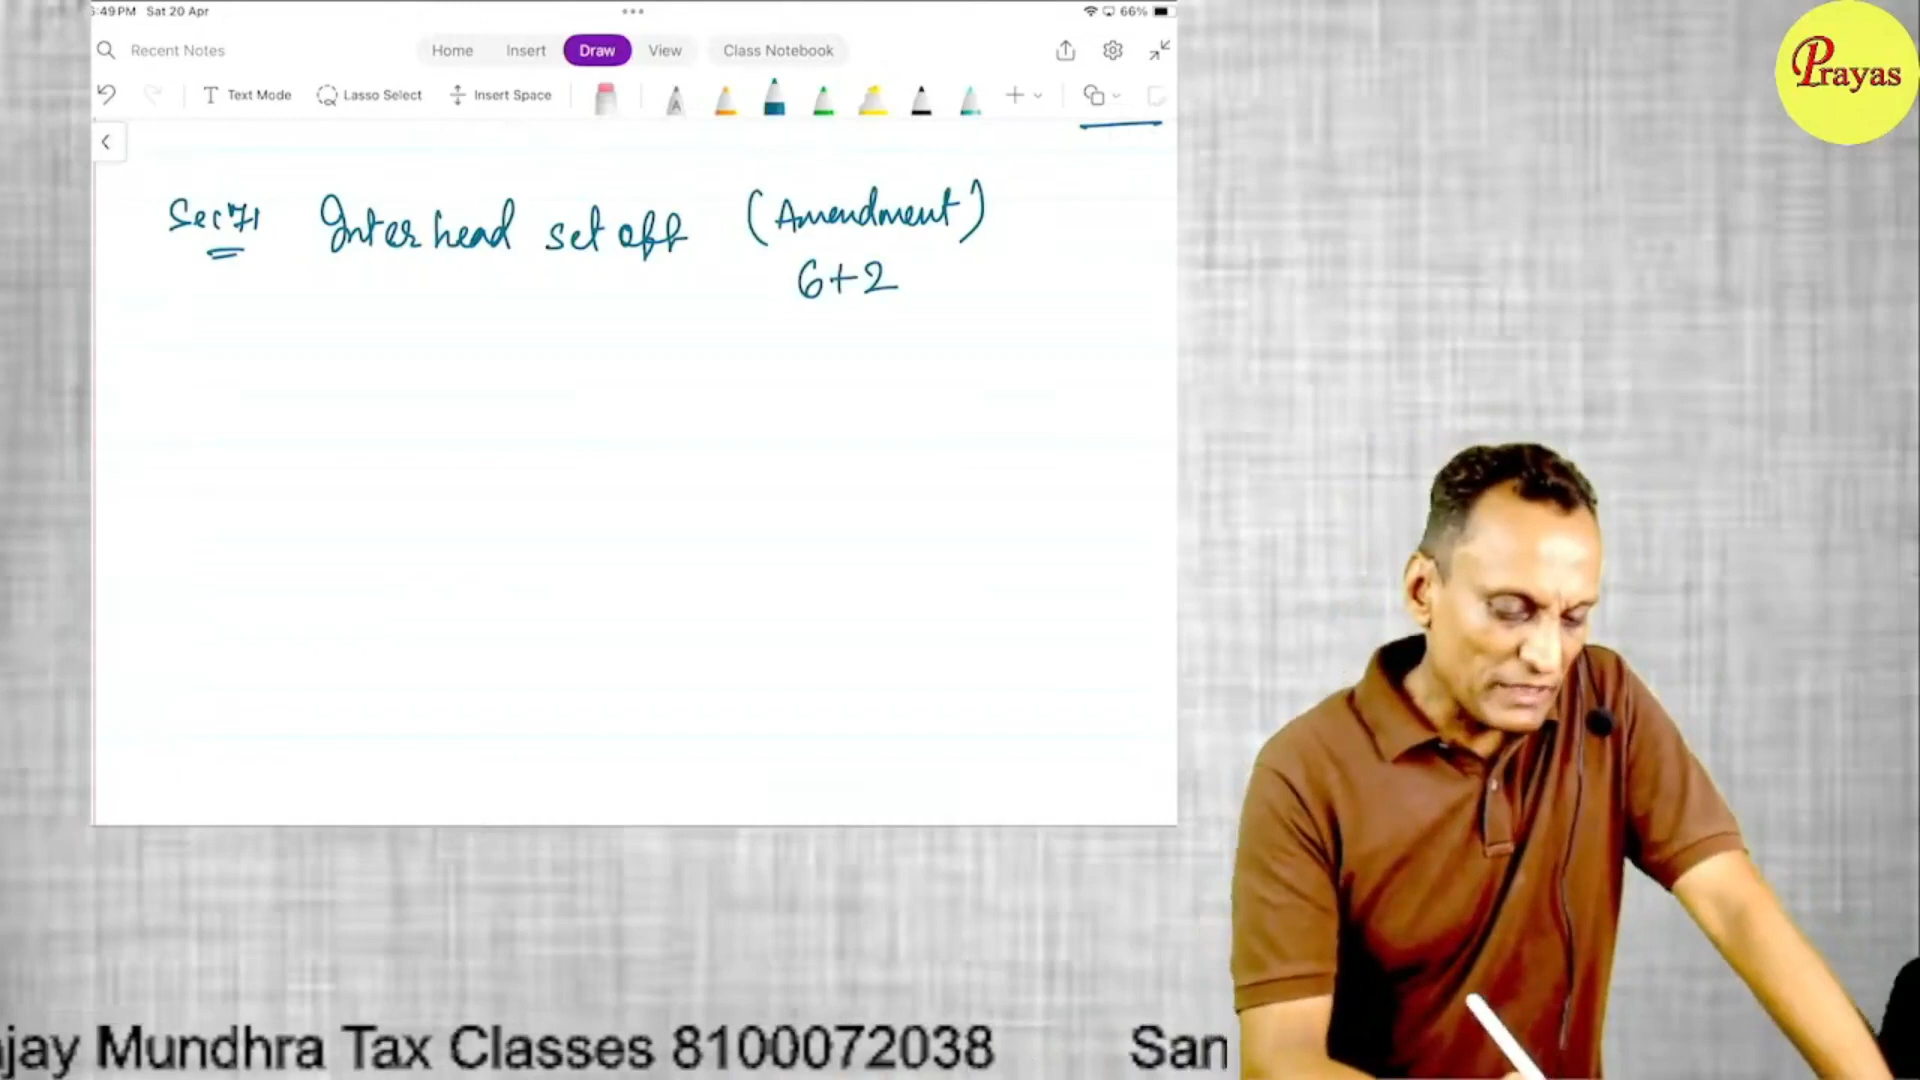 :49 PM Sat 20 Apr
66%
Recent Notes
Home Insert Draw View Class Notebook
Text Mode Lasso Select Insert Space
Prayas
Sec 71 Inter head set off (Amendment)
6+2
jay Mundhra Tax Classes 8100072038 San